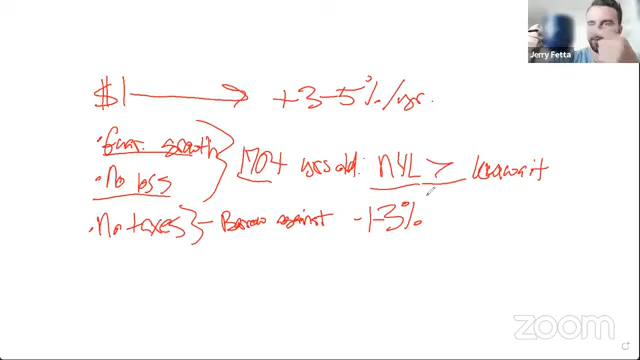 Jerry Fetta
$1 → +3-5%/yr.
• Guar. growth
• No loss
170+ yrs old: NYL > Kuwait
• No taxes } - Borrow against -1-3%
zoom